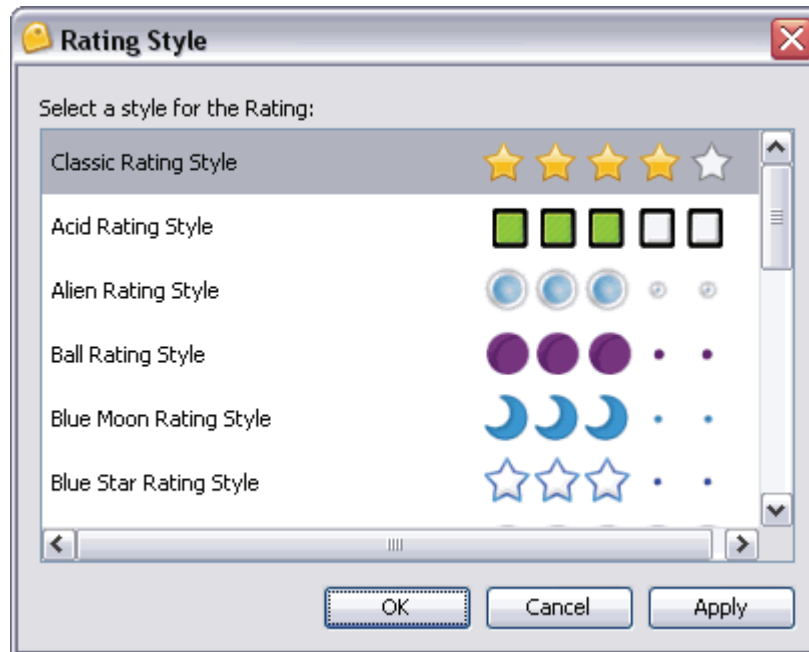 Rating Style
Select a style for the Rating:
Classic Rating Style
Acid Rating Style
Alien Rating Style
Ball Rating Style
Blue Moon Rating Style
Blue Star Rating Style
OK
Cancel
Apply